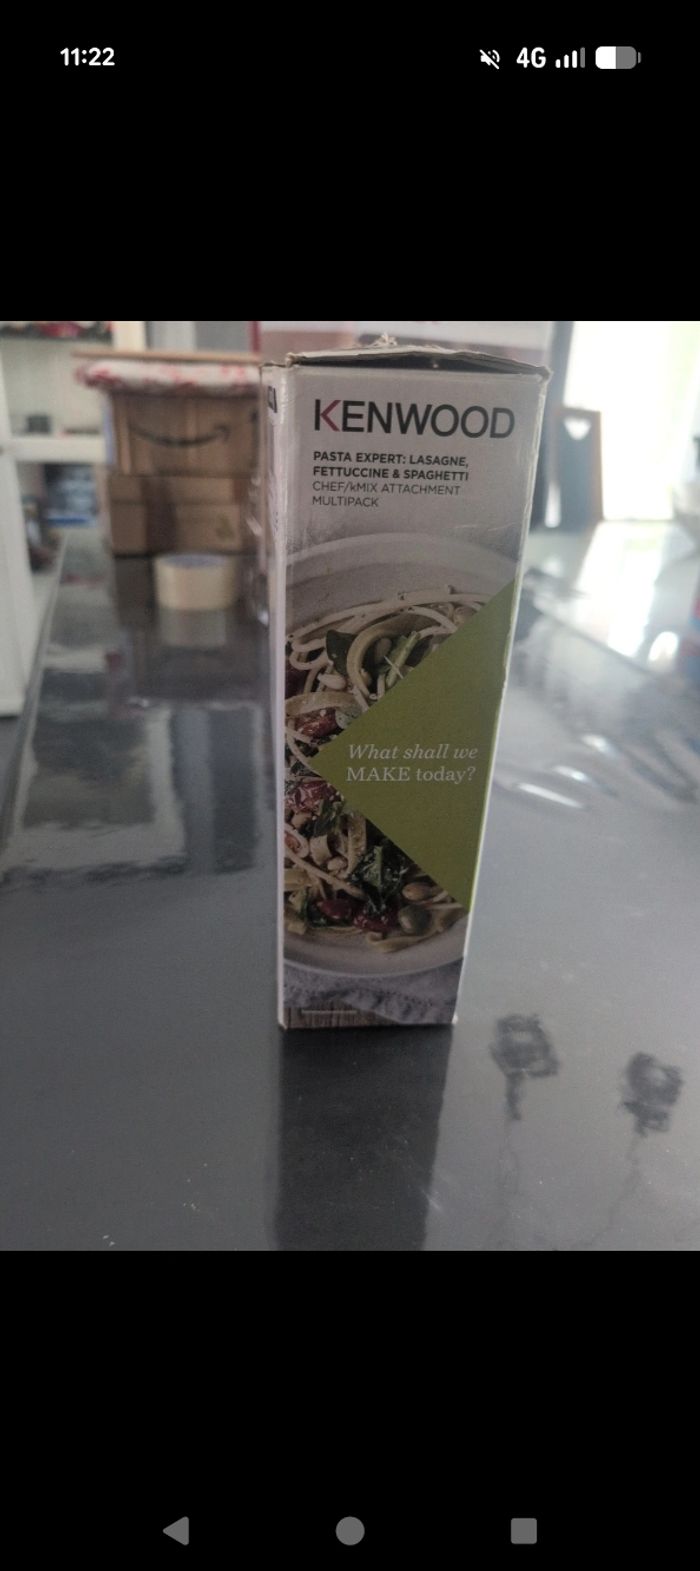 11:22
4G
KENWOOD
PASTA EXPERT: LASAGNE,
FETTUCCINE & SPAGHETTI
CHEF/kMIX ATTACHMENT
MULTIPACK
What shall we
MAKE today?